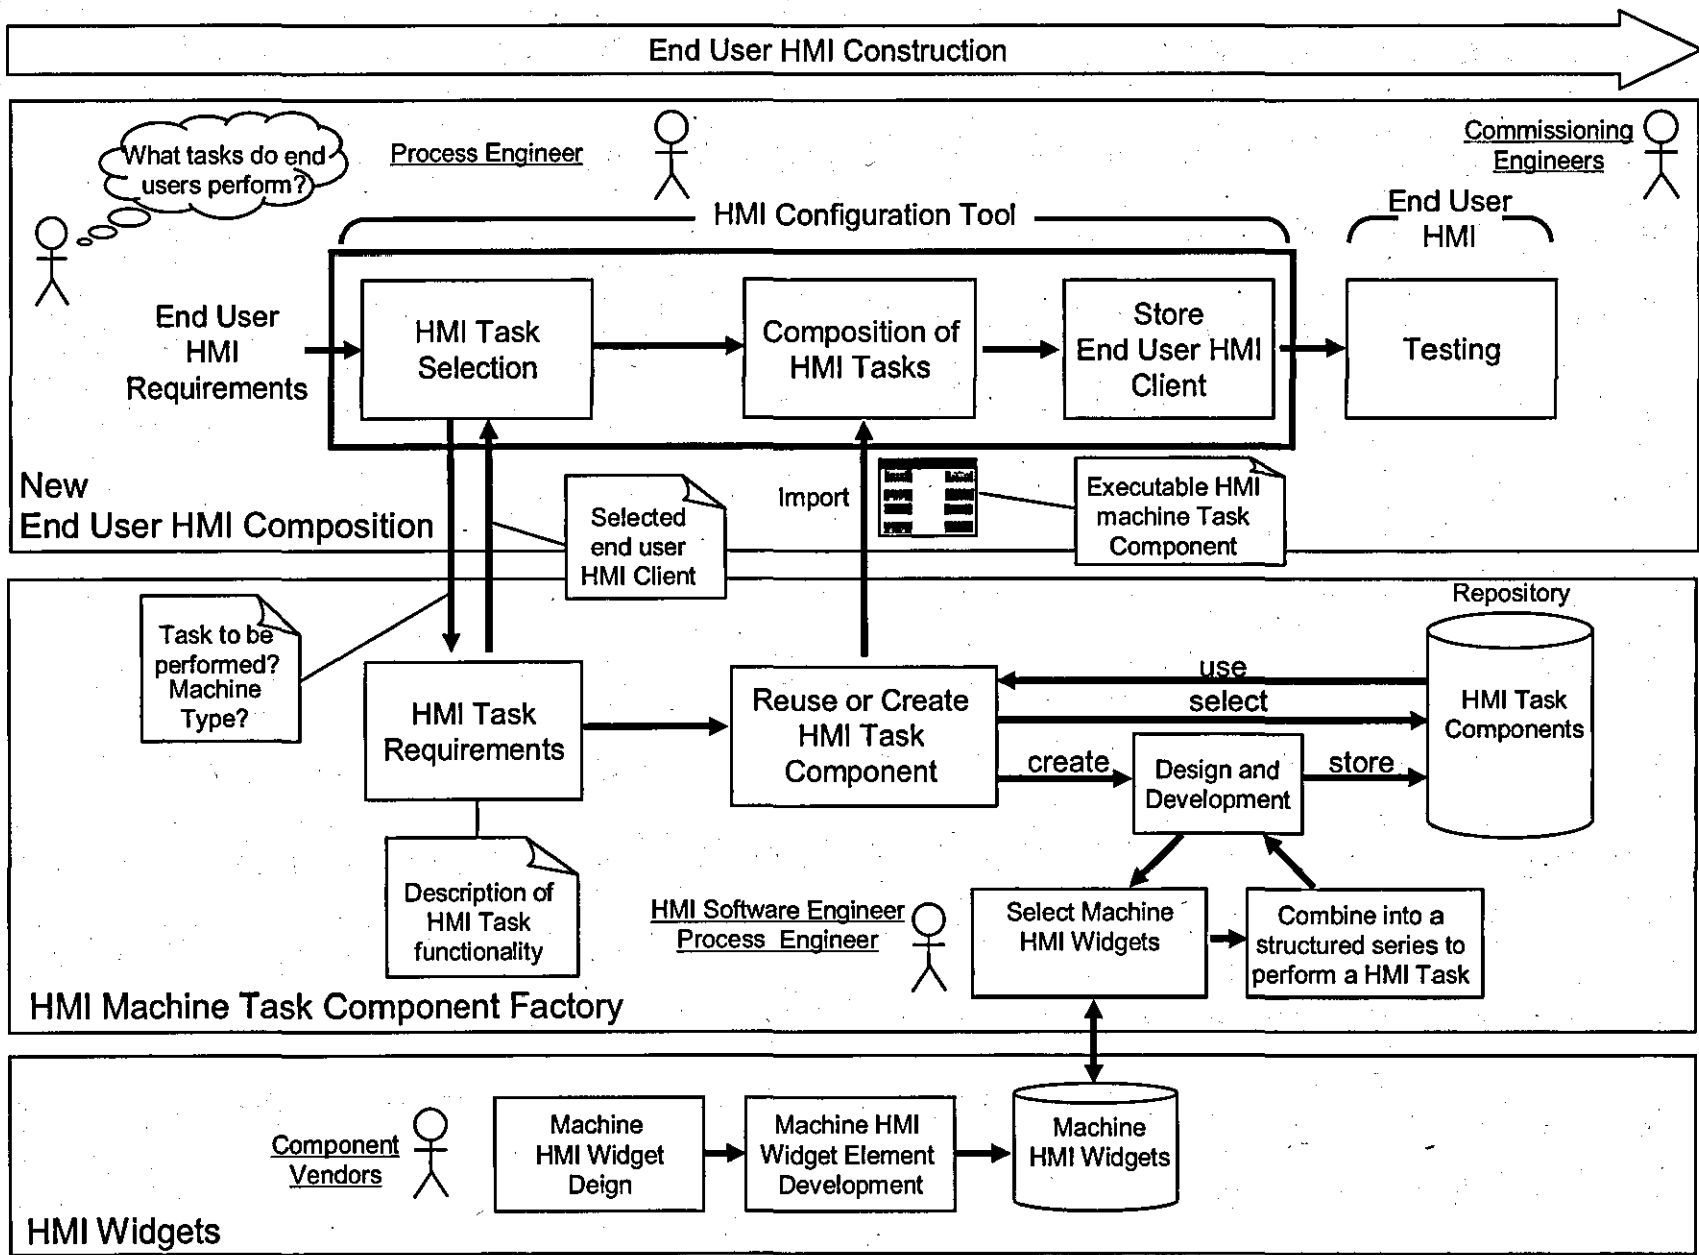 End User HMI Construction
What tasks do end
users perform?
Process Engineer
Commissioning
Engineers
HMI Configuration Tool
End User
HMI
End User
HMI
Requirements
HMI Task
Selection
Composition of
HMI Tasks
Store
End User HMI
Client
Testing
New
End User HMI Composition
Selected
end user
HMI Client
Import
Executable HMI
machine Task
Component
Task to be
performed?
Machine
Type?
HMI Task
Requirements
Reuse or Create
HMI Task
Component
use
select
create
Design and
Development
store
Repository
HMI Task
Components
Description of
HMI Task
functionality
HMI Software Engineer
Process Engineer
Select Machine
HMI Widgets
Combine into a
structured series to
perform a HMI Task
HMI Machine Task Component Factory
Component
Vendors
Machine
HMI Widget
Deign
Machine HMI
Widget Element
Development
Machine
HMI Widgets
HMI Widgets